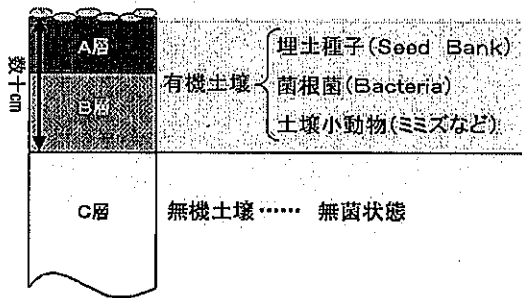 A層
B層
C層
数十cm
有機土壌
埋土種子(Seed Bank)
菌根菌(Bacteria)
土壌小動物(ミミズなど)
無機土壌‥‥‥ 無菌状態